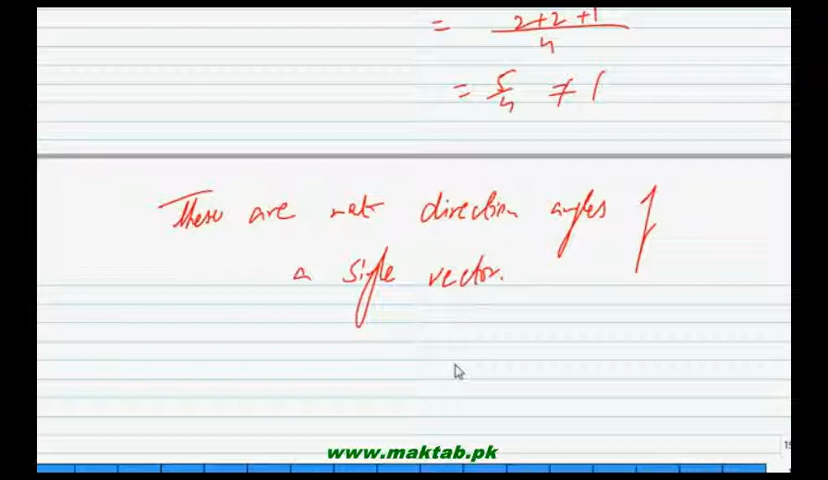 = 2+2+1
4
= 5/4 ≠ 1
These are not direction angles of
a single vector.
www.maktab.pk